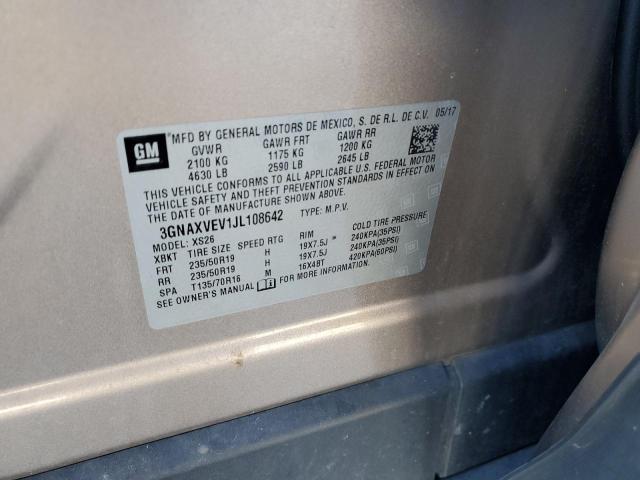 GM
*MFD BY GENERAL MOTORS DE MEXICO, S. DE R.L. DE C.V. 05/17
GVWR GAWR FRT GAWR RR
2100 KG 1175 KG 1200 KG
4630 LB 2590 LB 2645 LB
THIS VEHICLE CONFORMS TO ALL APPLICABLE U.S. FEDERAL MOTOR
VEHICLE SAFETY AND THEFT PREVENTION STANDARDS IN EFFECT ON
THE DATE OF MANUFACTURE SHOWN ABOVE.
3GNAXVEV1JL108642 TYPE: M.P.V.
MODEL: XS26
XBKT TIRE SIZE SPEED RTG RIM COLD TIRE PRESSURE
FRT 235/50R19 H 19X7.5J 240KPA(35PSI)
RR 235/50R19 H 19X7.5J 240KPA(35PSI)
SPA T135/70R16 M 16X4BT 420KPA(60PSI)
SEE OWNER'S MANUAL FOR MORE INFORMATION.